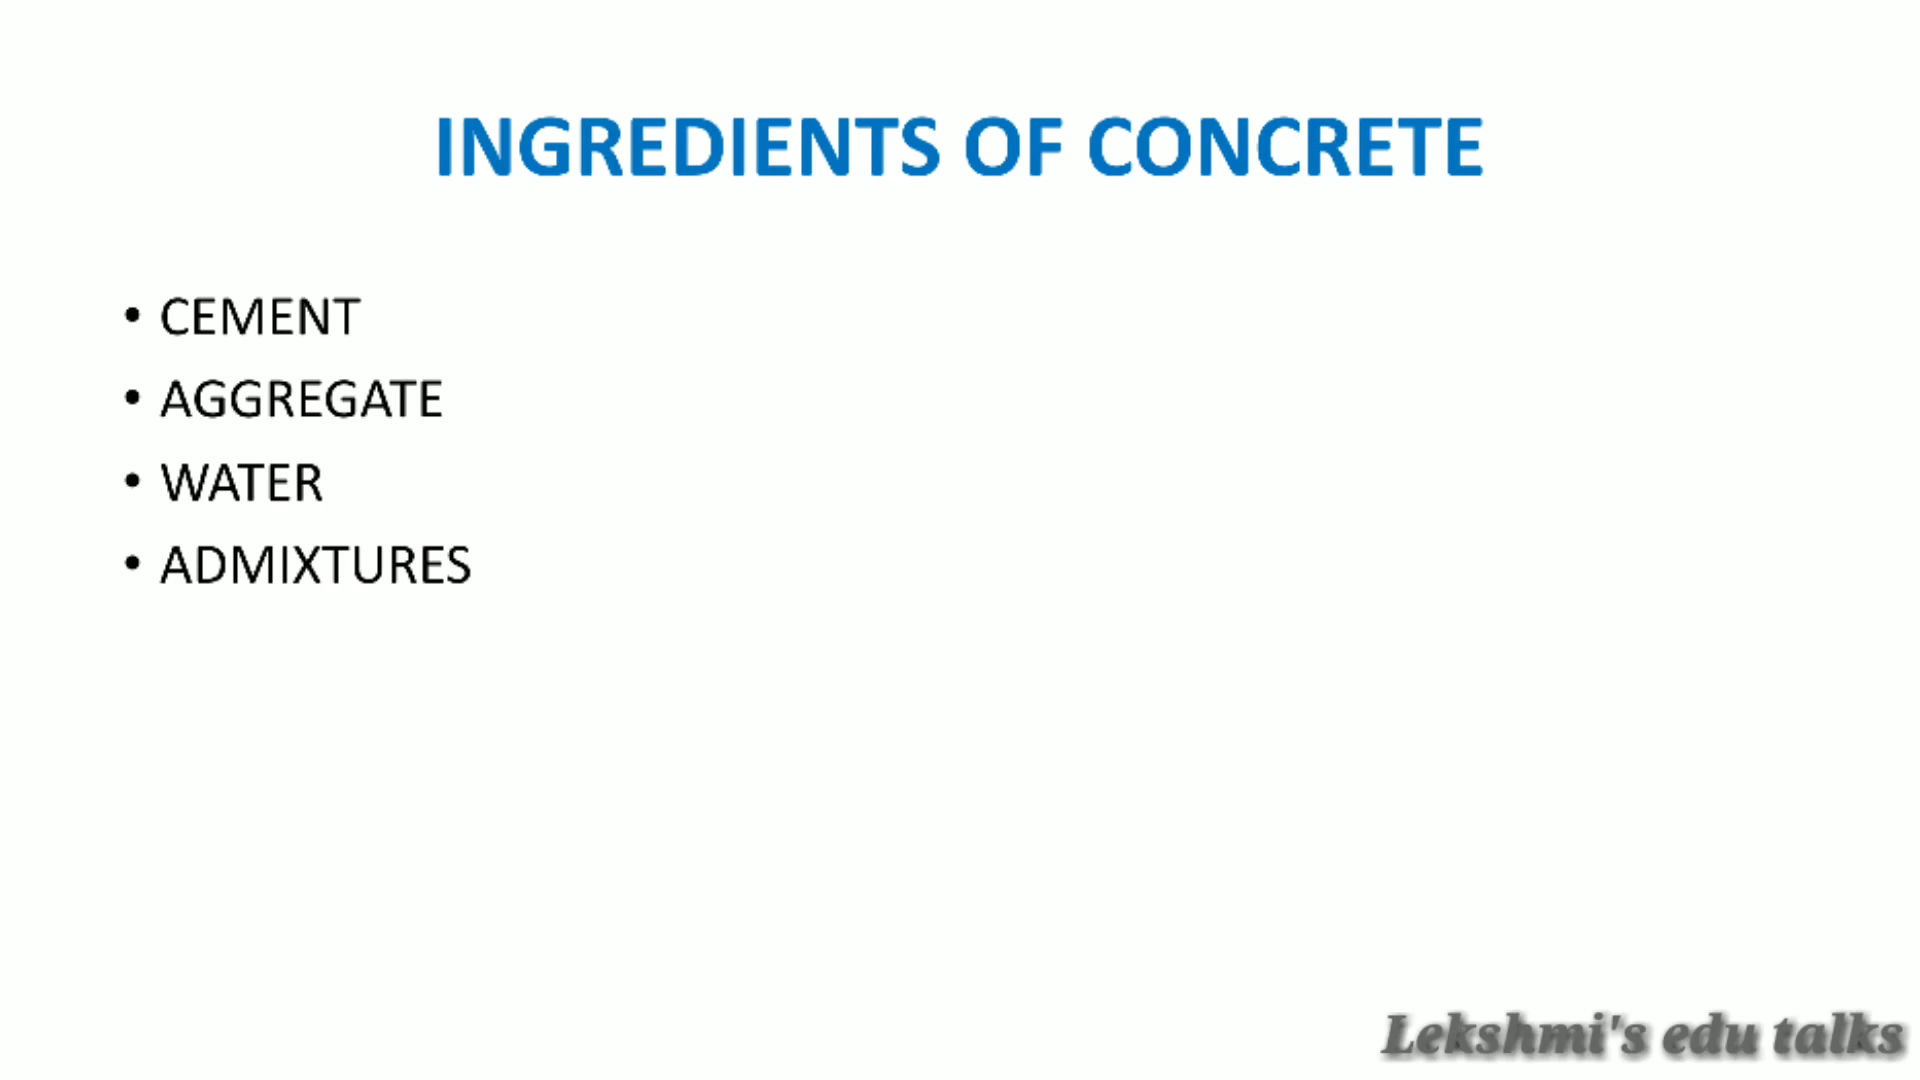 INGREDIENTS OF CONCRETE
• CEMENT
• AGGREGATE
• WATER
• ADMIXTURES
Lekshmi's edu talks